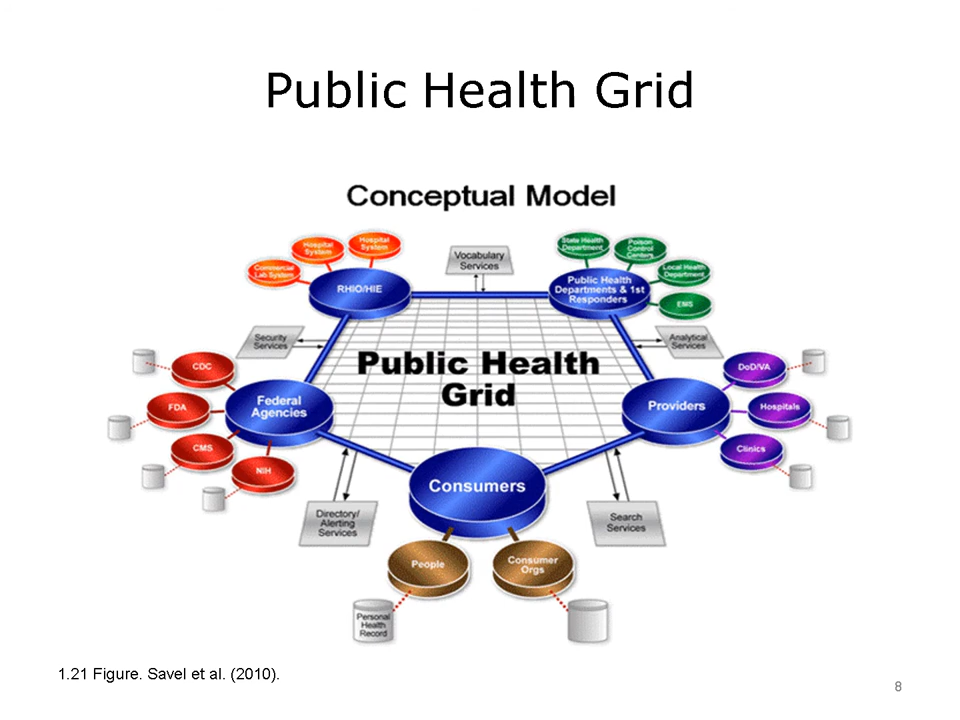 Public Health Grid
Conceptual Model
Hospital
System
Hospital
System
Commercial
Lab System
RHIO/HIE
Vocabulary
Services
State Health
Department
Poison
Control
Centers
Local Health
Department
EMS
Public Health
Departments & 1st
Responders
Security
Services
Analytical
Services
Public Health
Grid
CDC
FDA
CMS
NIH
Federal
Agencies
Providers
DoD/VA
Hospitals
Clinics
Consumers
Directory/
Alerting
Services
Search
Services
People
Consumer
Orgs
Personal
Health
Record
1.21 Figure. Savel et al. (2010).
8